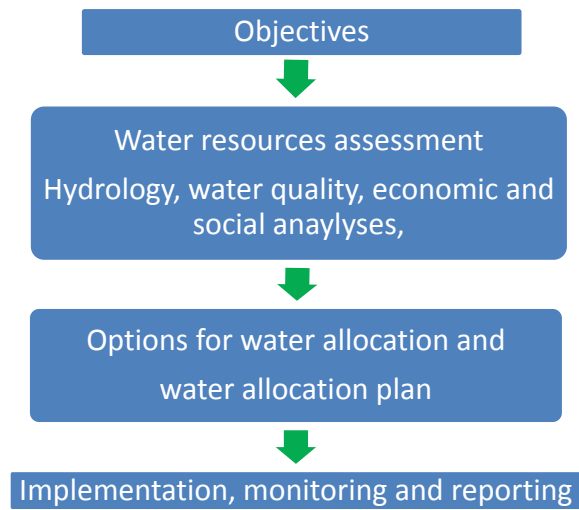 Objectives
Water resources assessment
Hydrology, water quality, economic and
social anaylyses,
Options for water allocation and
water allocation plan
Implementation, monitoring and reporting